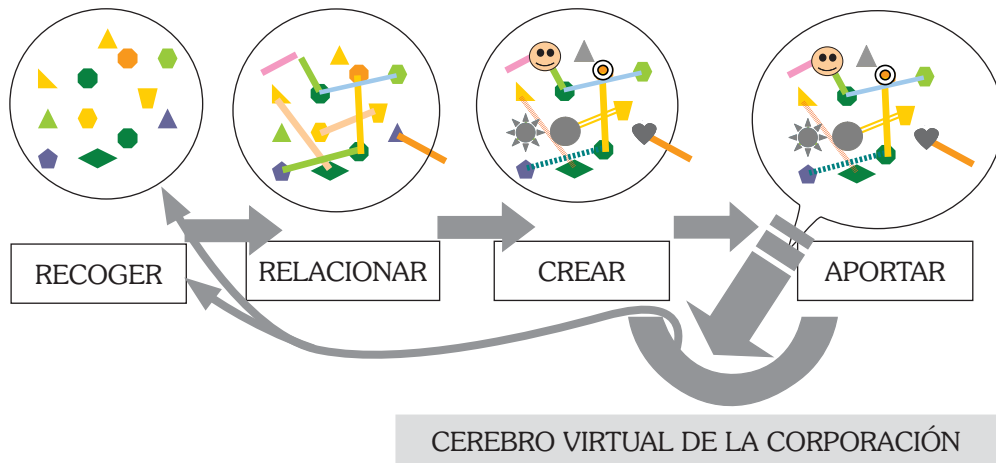 RECOGER
RELACIONAR
CREAR
APORTAR
CEREBRO VIRTUAL DE LA CORPORACIÓN